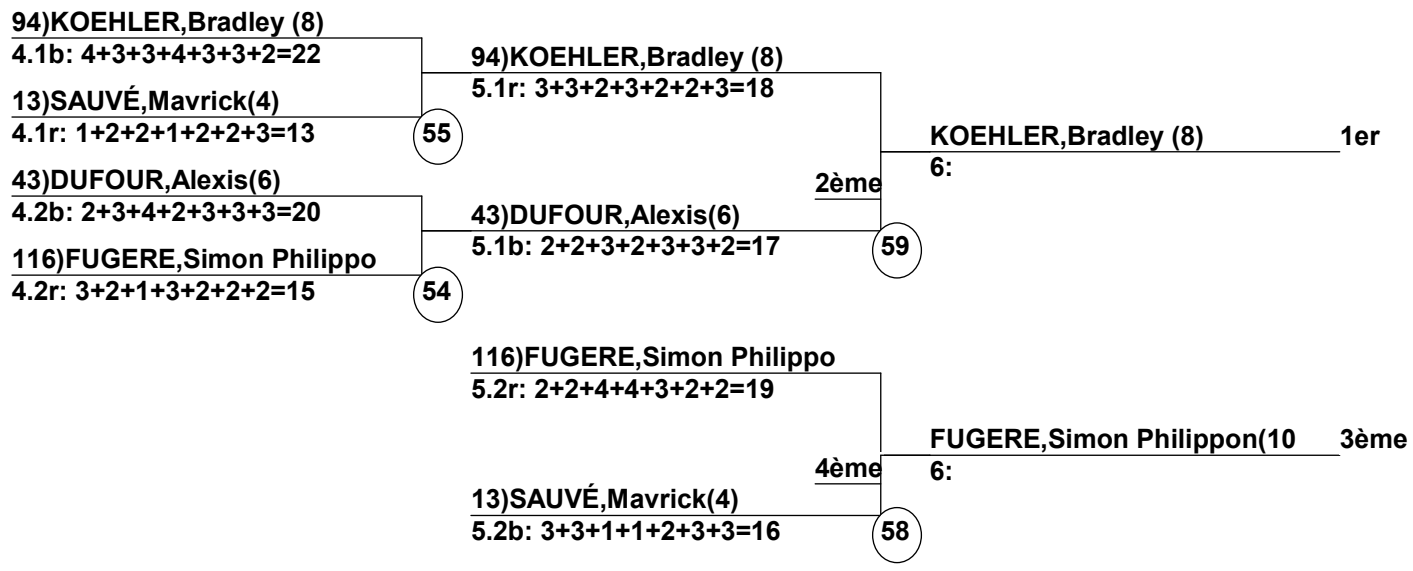 94)KOEHLER,Bradley (8)
4.1b: 4+3+3+4+3+3+2=22
13)SAUVÉ,Mavrick(4)
4.1r: 1+2+2+1+2+2+3=13
55
43)DUFOUR,Alexis(6)
4.2b: 2+3+4+2+3+3+3=20
116)FUGERE,Simon Philippo
4.2r: 3+2+1+3+2+2+2=15
54
94)KOEHLER,Bradley (8)
5.1r: 3+3+2+3+2+2+3=18
2ème
43)DUFOUR,Alexis(6)
5.1b: 2+2+3+2+3+3+2=17
59
KOEHLER,Bradley (8) 1er
6:
116)FUGERE,Simon Philippo
5.2r: 2+2+4+4+3+2+2=19
4ème
13)SAUVÉ,Mavrick(4)
5.2b: 3+3+1+1+2+3+3=16
58
FUGERE,Simon Philippon(10 3ème
6: